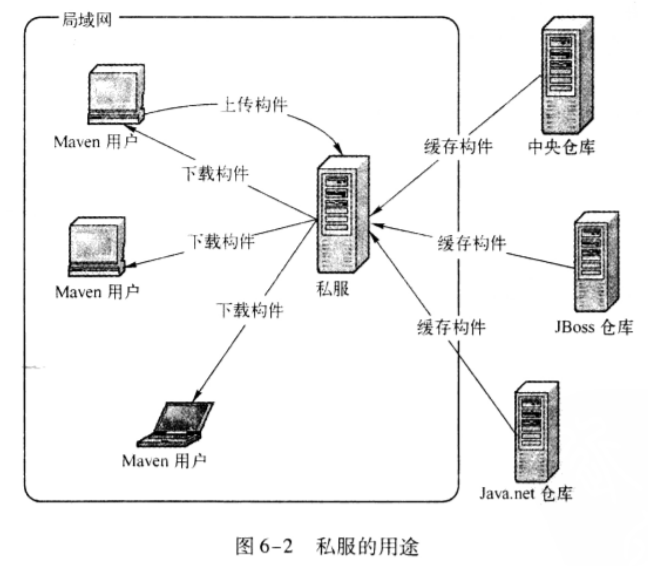 局域网
上传构件
Maven 用户
缓存构件
中央仓库
下载构件
下载构件
缓存构件
Maven 用户
私服
下载构件
缓存构件
JBoss 仓库
Maven 用户
Java.net 仓库
图 6-2 私服的用途